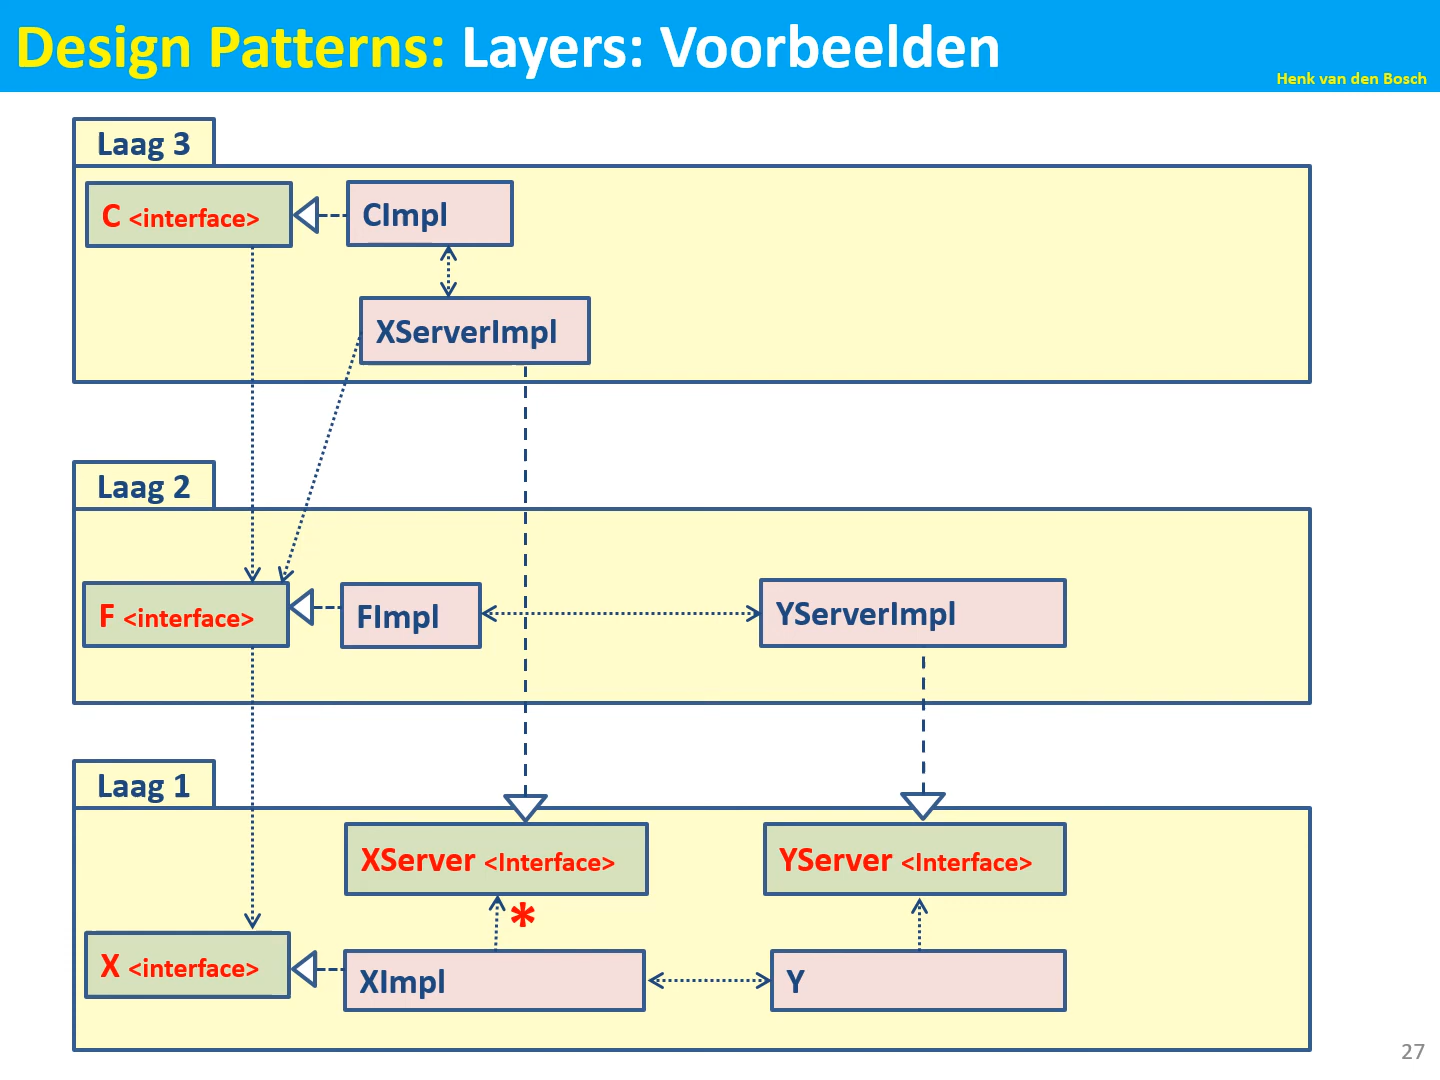 Design Patterns: Layers: Voorbeelden
Henk van den Bosch
Laag 3
C <interface>
CImpl
XServerImpl
Laag 2
F <interface>
FImpl
YServerImpl
Laag 1
XServer <Interface>
YServer <Interface>
*
X <interface>
XImpl
Y
27